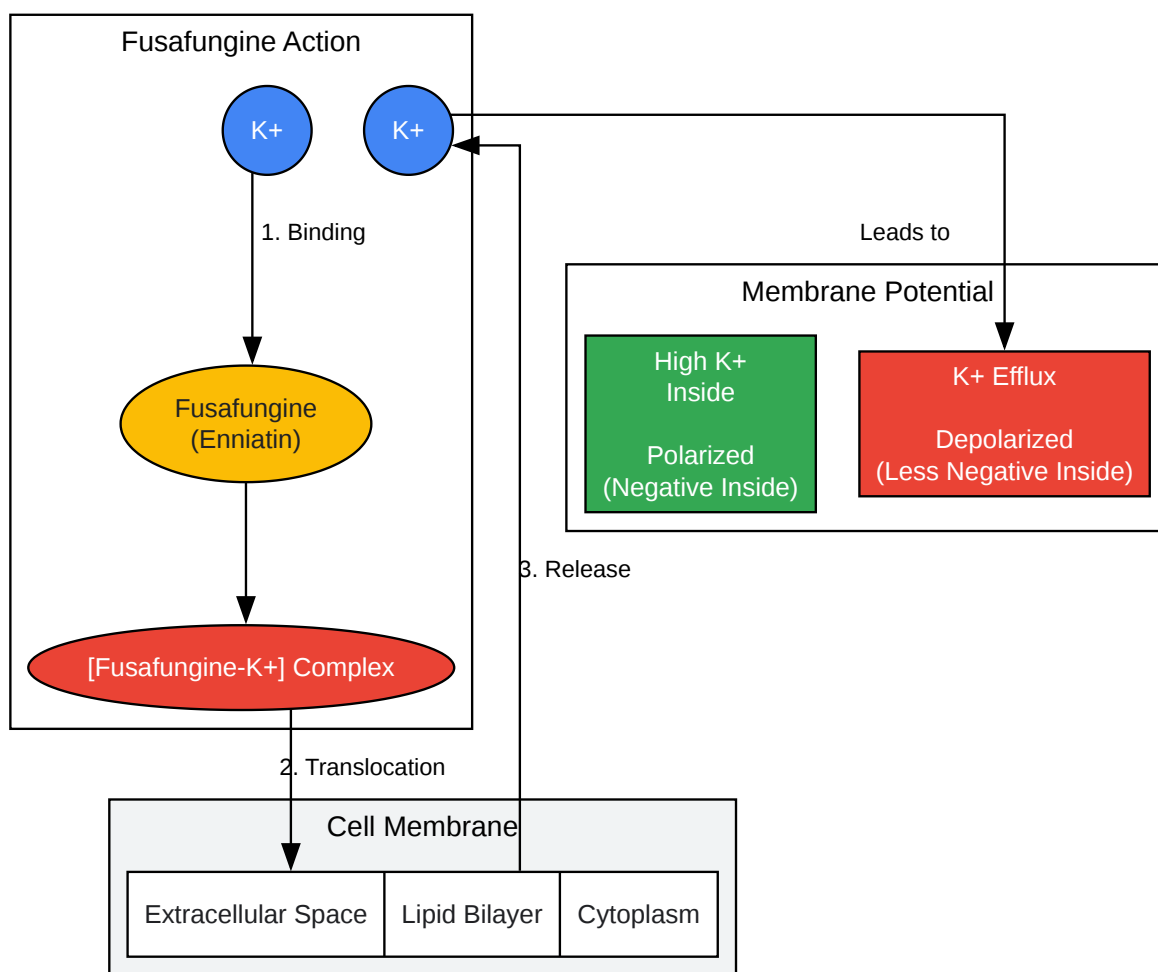 Fusafungine Action
K+
K+
1. Binding
Leads to
Membrane Potential
High K+
Inside
Polarized
(Negative Inside)
K+ Efflux
Depolarized
(Less Negative Inside)
Fusafungine
(Enniatin)
3. Release
[Fusafungine-K+] Complex
2. Translocation
Cell Membrane
Extracellular Space
Lipid Bilayer
Cytoplasm